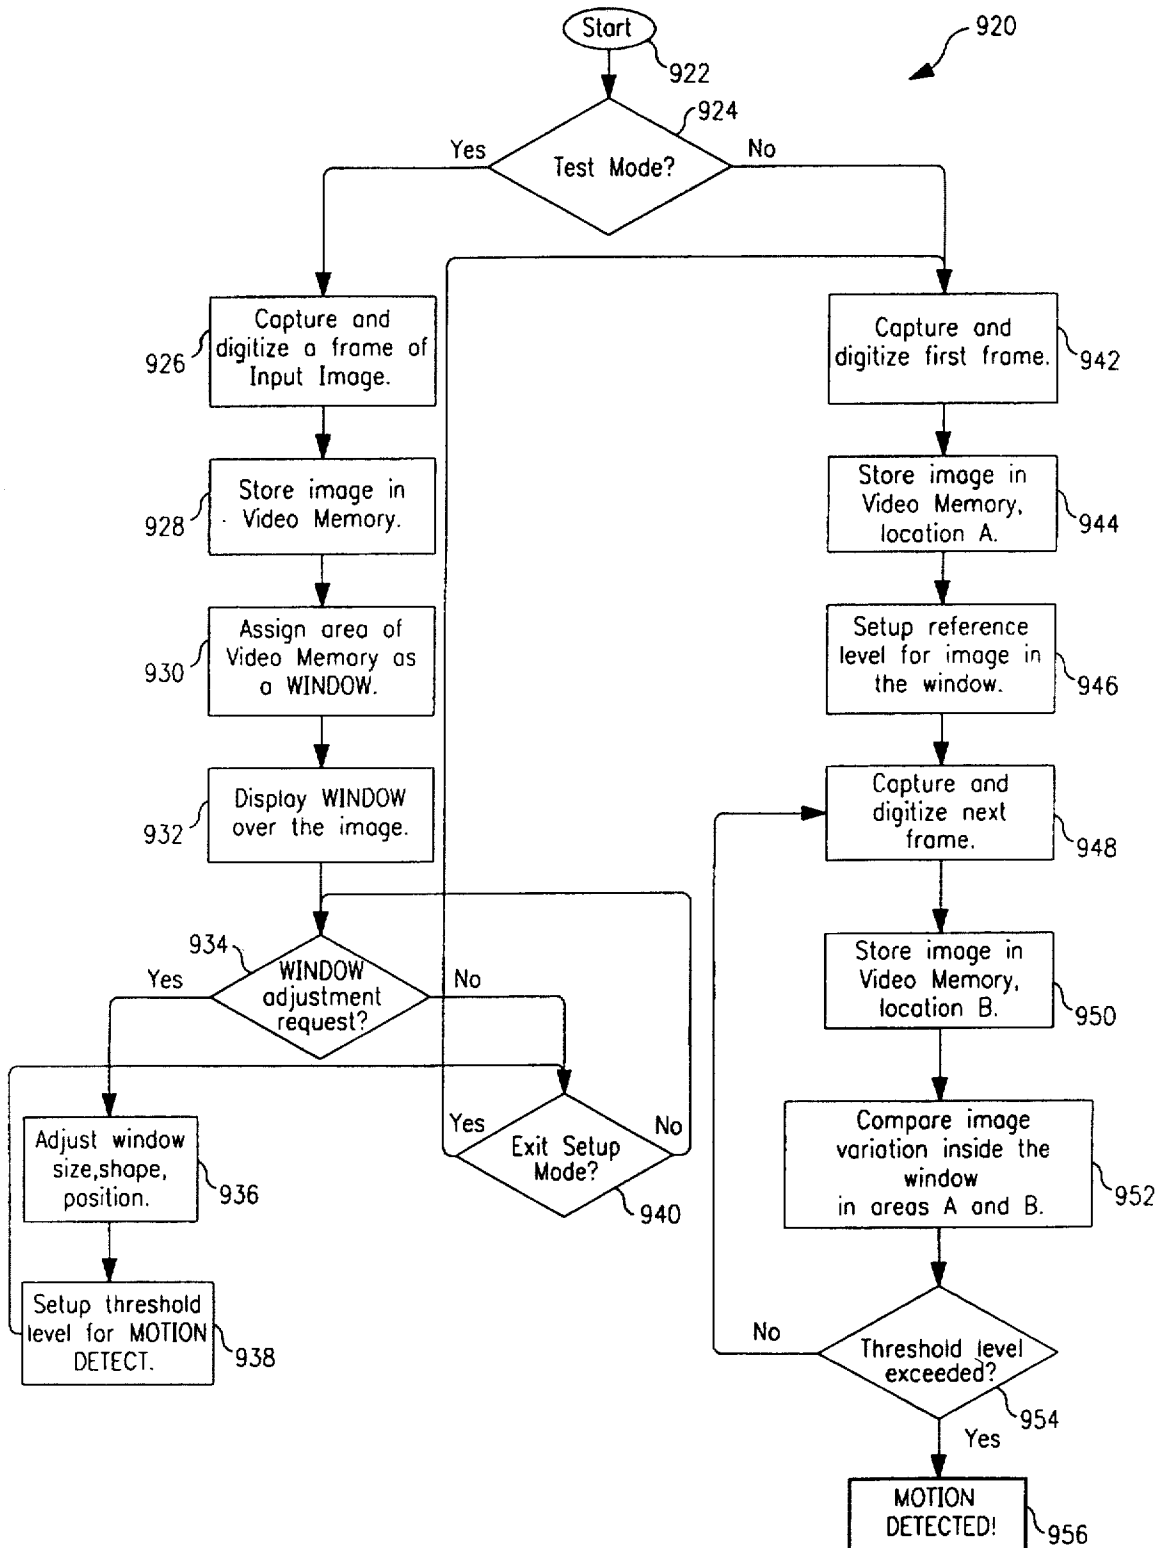 Start
920
922
924
Yes
No
Test Mode?
Capture and
digitize a frame of
Input Image.
926
Store image in
Video Memory.
928
Assign area of
Video Memory as
a WINDOW.
930
Display WINDOW
over the image.
932
934
Yes
No
WINDOW
adjustment
request?
Adjust window
size,shape,
position.
936
Setup threshold
level for MOTION
DETECT.
938
Yes
No
Exit Setup
Mode?
940
Capture and
digitize first frame.
942
Store image in
Video Memory,
location A.
944
Setup reference
level for image in
the window.
946
Capture and
digitize next
frame.
948
Store image in
Video Memory,
location B.
950
Compare image
variation inside the
window
in areas A and B.
952
No
Threshold level
exceeded?
954
Yes
MOTION
DETECTED!
956